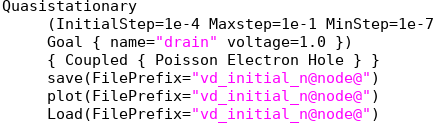 Quasistationary
(InitialStep=1e-4 Maxstep=1e-1 MinStep=1e-7
Goal { name="drain" voltage=1.0 })
{ Coupled { Poisson Electron Hole } }
save(FilePrefix="vd_initial_n@node@")
plot(FilePrefix="vd_initial_n@node@")
Load(FilePrefix="vd_initial_n@node@")